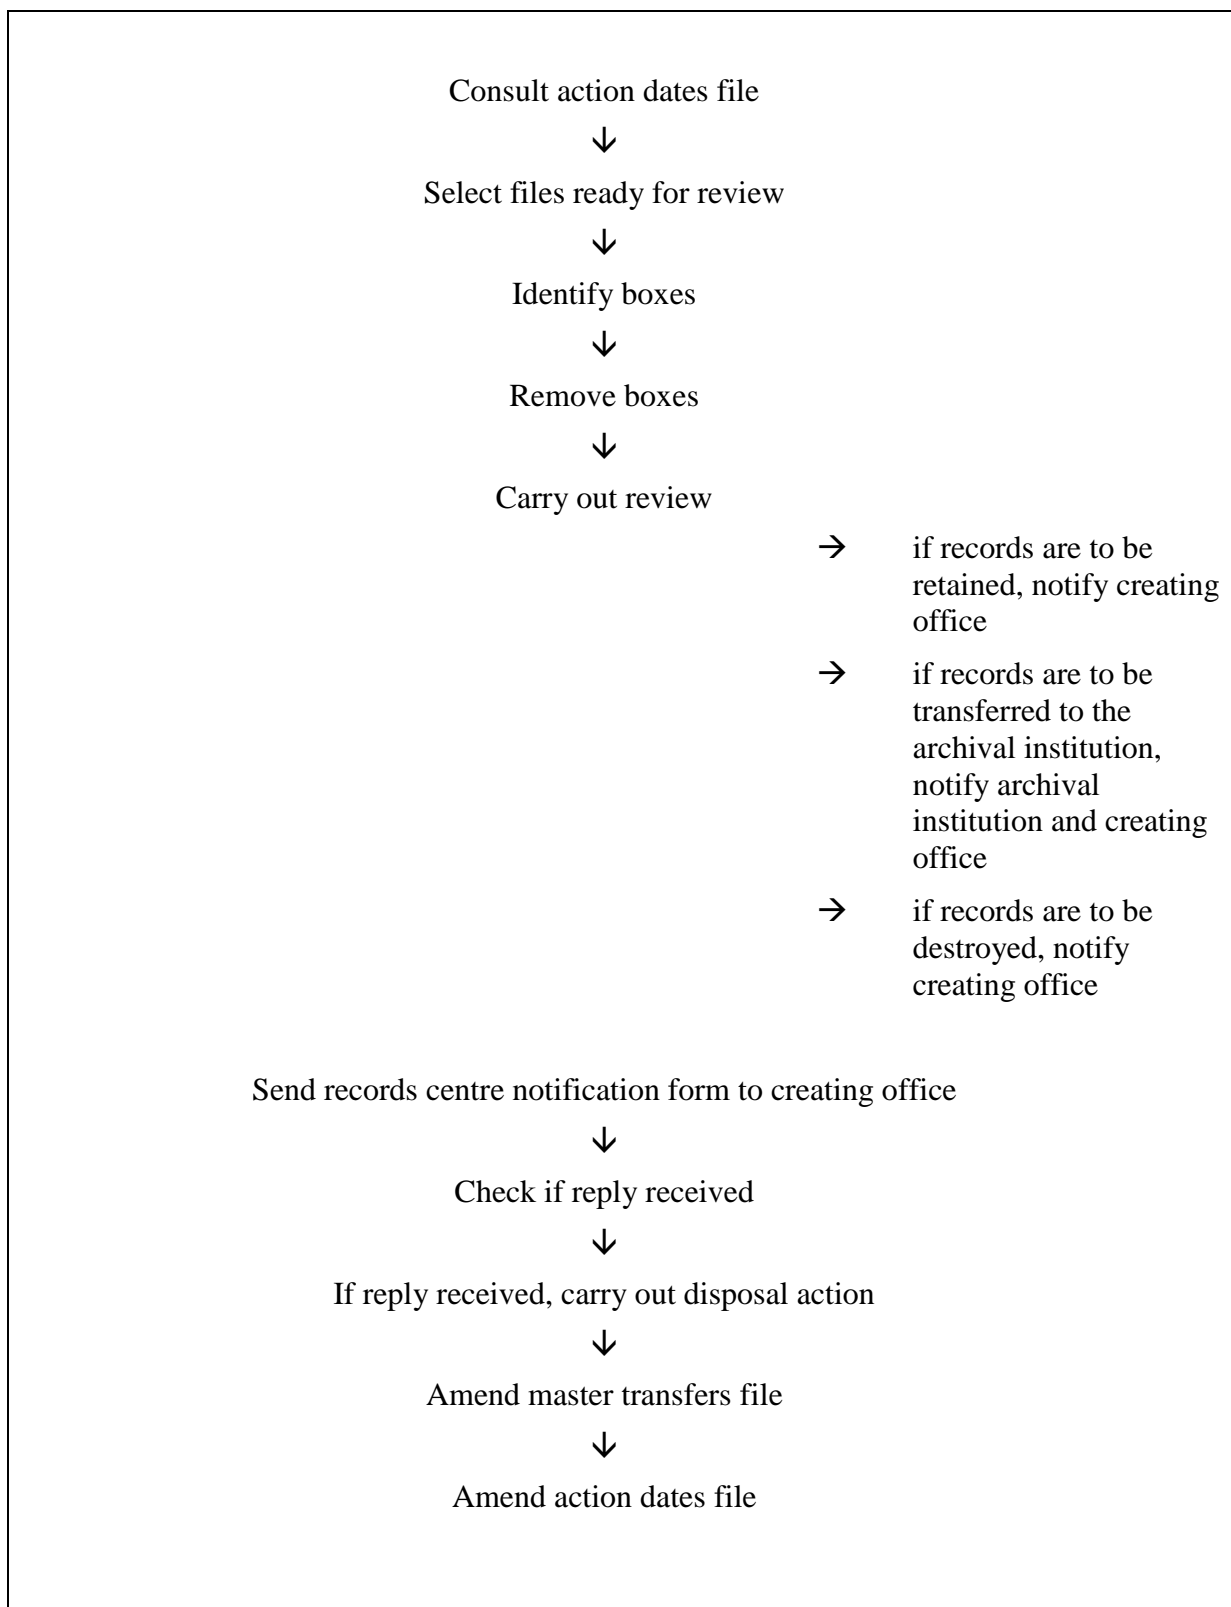 Consult action dates file
↓
Select files ready for review
↓
Identify boxes
↓
Remove boxes
↓
Carry out review
→ if records are to be
retained, notify creating
office
→ if records are to be
transferred to the
archival institution,
notify archival
institution and creating
office
→ if records are to be
destroyed, notify
creating office
Send records centre notification form to creating office
↓
Check if reply received
↓
If reply received, carry out disposal action
↓
Amend master transfers file
↓
Amend action dates file